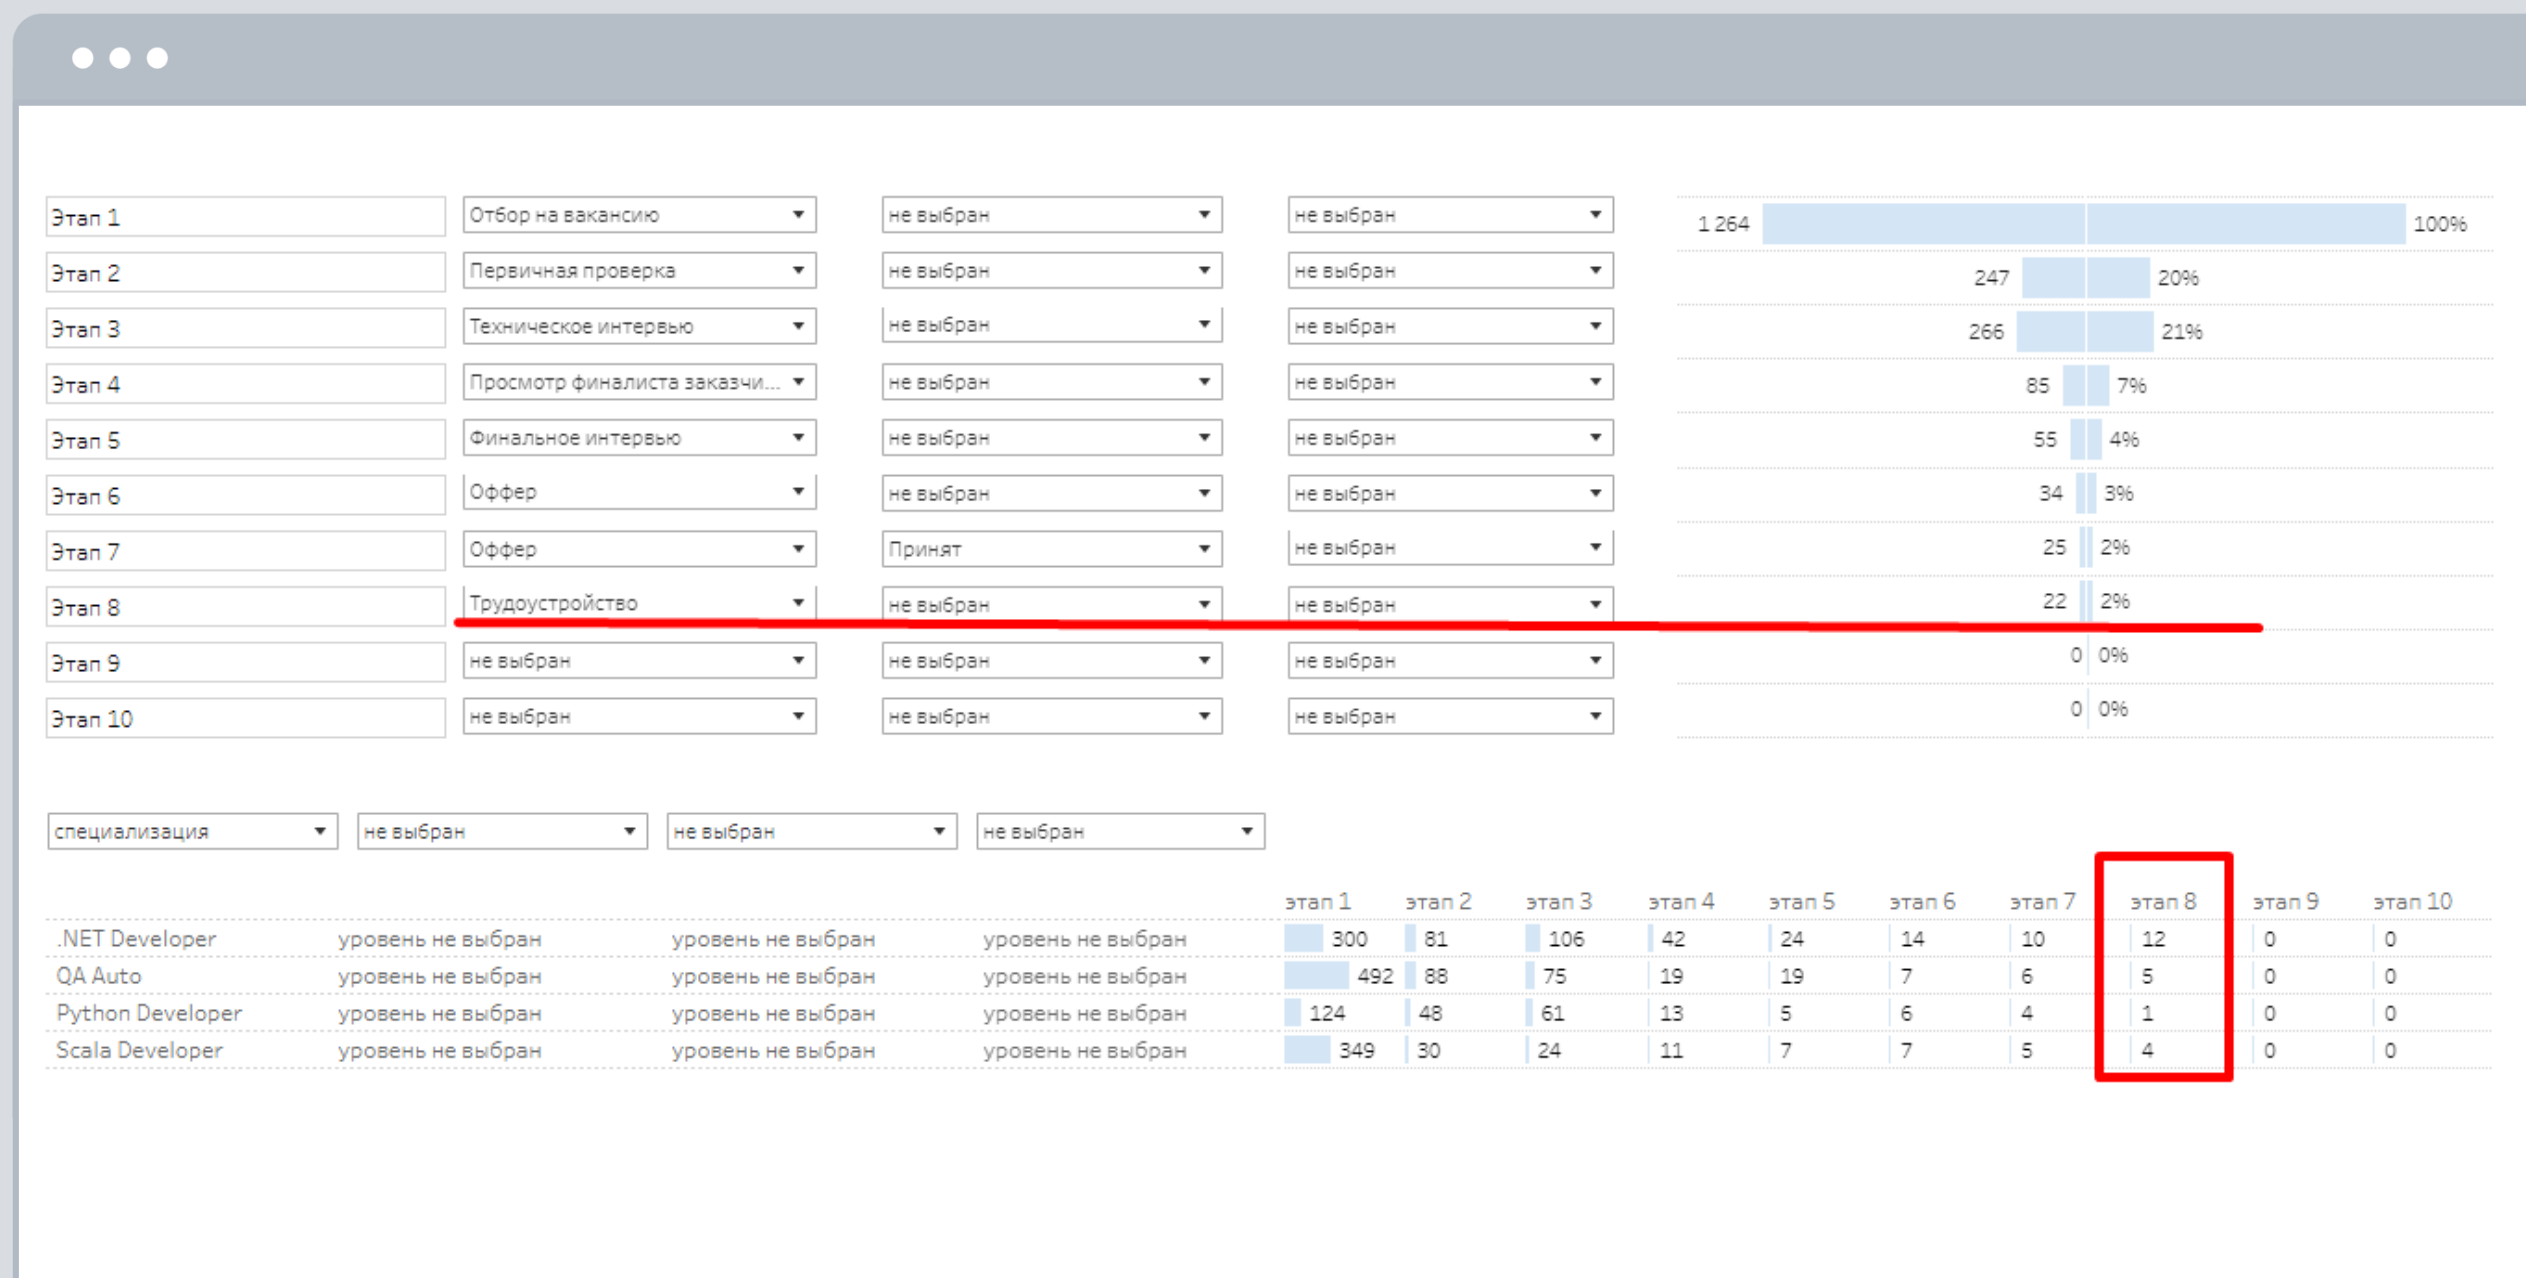 Этап 1 Отбор на вакансию не выбран не выбран 1 264 100%
Этап 2 Первичная проверка не выбран не выбран 247 20%
Этап 3 Техническое интервью не выбран не выбран 266 21%
Этап 4 Просмотр финалиста заказчи... не выбран не выбран 85 7%
Этап 5 Финальное интервью не выбран не выбран 55 4%
Этап 6 Оффер не выбран не выбран 34 3%
Этап 7 Оффер Принят не выбран 25 2%
Этап 8 Трудоустройство не выбран не выбран 22 2%
Этап 9 не выбран не выбран не выбран 0 0%
Этап 10 не выбран не выбран не выбран 0 0%
специализация не выбран не выбран не выбран
этап 1 этап 2 этап 3 этап 4 этап 5 этап 6 этап 7 этап 8 этап 9 этап 10
.NET Developer уровень не выбран уровень не выбран уровень не выбран 300 81 106 42 24 14 10 12 0 0
QA Auto уровень не выбран уровень не выбран уровень не выбран 492 88 75 19 19 7 6 5 0 0
Python Developer уровень не выбран уровень не выбран уровень не выбран 124 48 61 13 5 6 4 1 0 0
Scala Developer уровень не выбран уровень не выбран уровень не выбран 349 30 24 11 7 7 5 4 0 0